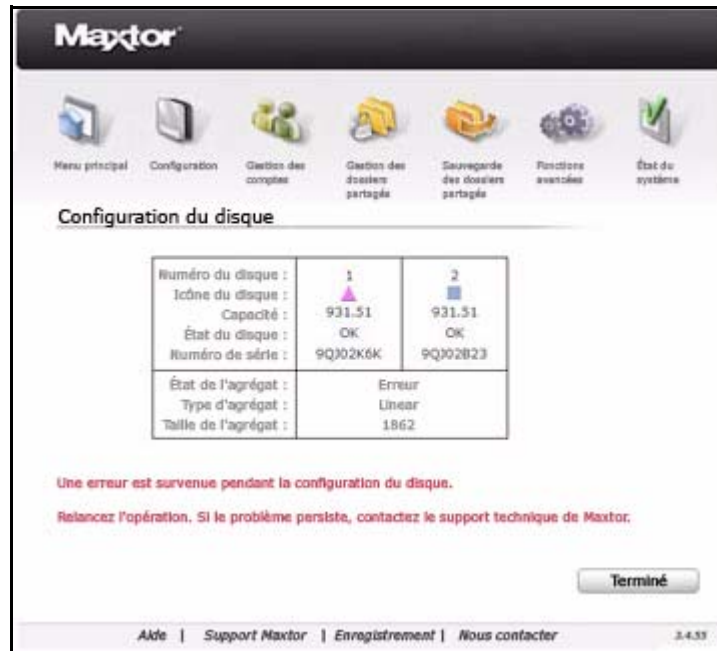 Maxtor
Menu principal
Configuration
Gestion des
comptes
Gestion des
dossiers
partagés
Sauvegarde
des dossiers
partagés
Fonctions
avancées
État du
système
Configuration du disque
Numéro du disque : 1 2
Icône du disque :
Capacité : 931.51 931.51
État du disque : OK OK
Numéro de série : 9QJ02K6K 9QJ02B23
État de l'agrégat : Erreur
Type d'agrégat : Linear
Taille de l'agrégat : 1862
Une erreur est survenue pendant la configuration du disque.
Relancez l'opération. Si le problème persiste, contactez le support technique de Maxtor.
Terminé
Aide | Support Maxtor | Enregistrement | Nous contacter